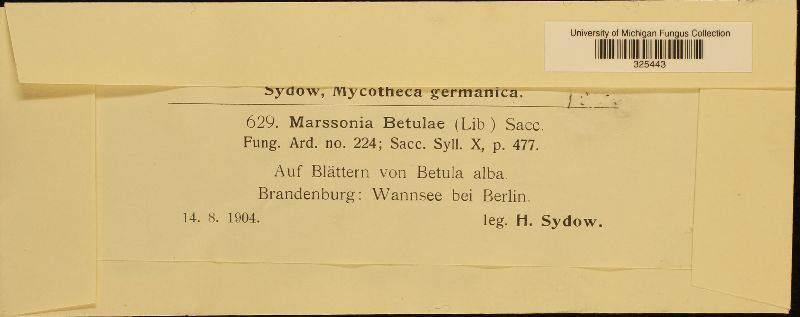 University of Michigan Fungus Collection
325443
Sydow, Mycotheca germanica.
629. Marssonia Betulae (Lib) Sacc.
Fung. Ard. no. 224; Sacc. Syll. X, p. 477.
Auf Blättern von Betula alba.
Brandenburg: Wannsee bei Berlin.
14. 8. 1904. leg. H. Sydow.